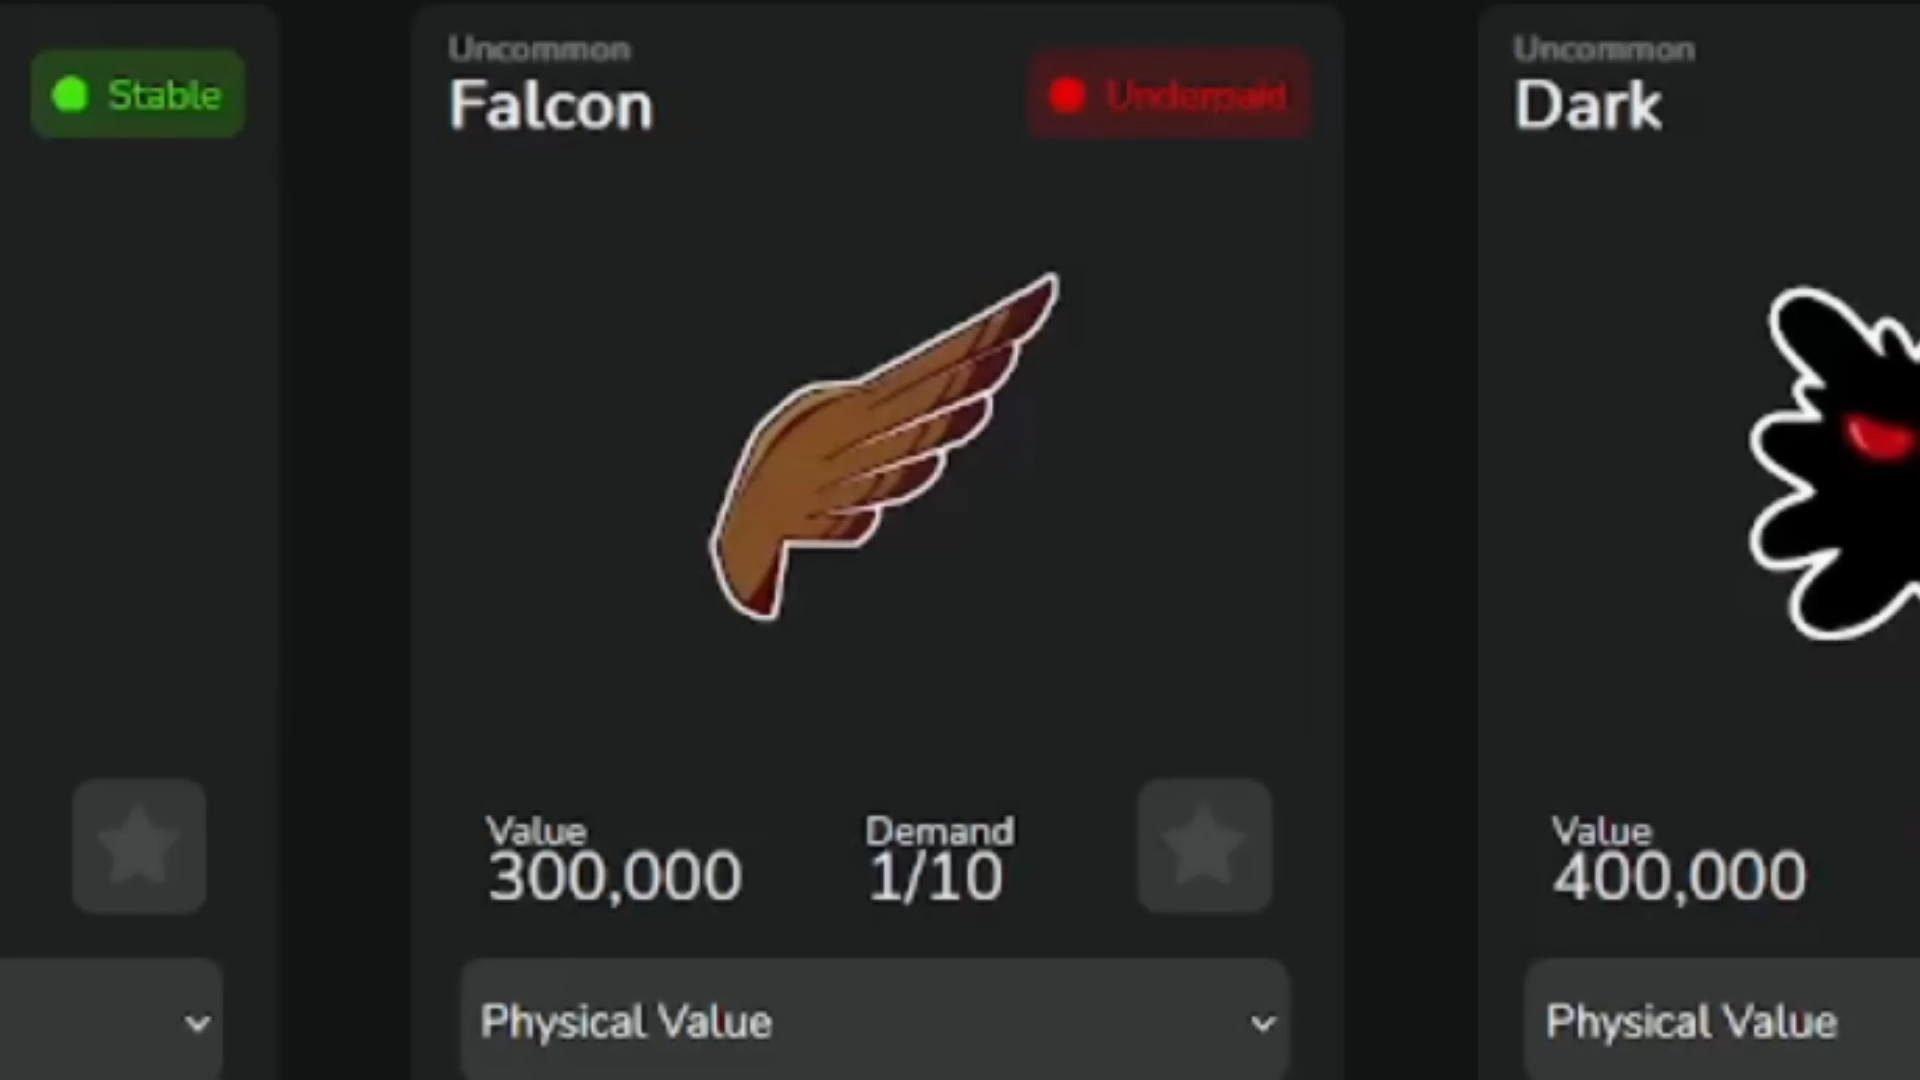 Stable
Uncommon
Falcon
Underpaid
Value
300,000
Demand
1/10
Physical Value
Uncommon
Dark
Value
400,000
Physical Value